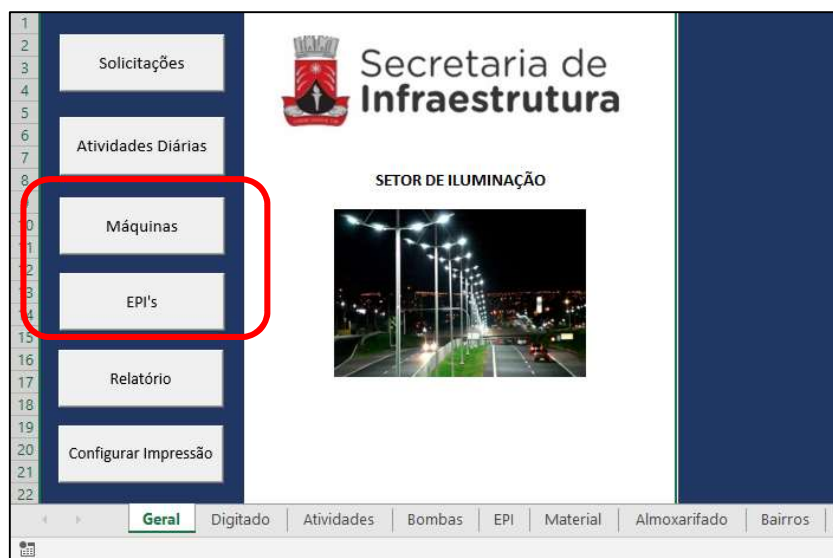 1
2
3
4
5
6
7
8
10
11
12
13
14
15
16
17
18
19
20
21
22
Solicitações
Atividades Diárias
Máquinas
EPI's
Relatório
Configurar Impressão
Secretaria de
Infraestrutura
SETOR DE ILUMINAÇÃO
Geral Digitado Atividades Bombas EPI Material Almoxarifado Bairros